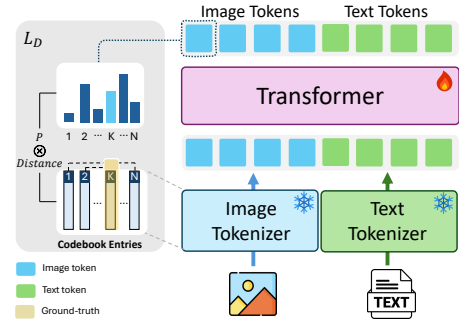 Image Tokens Text Tokens
L_D
Transformer
1 2 ... K ... N
P
⊗
Distance
1 2 K N
... ...
Image
Tokenizer
Text
Tokenizer
Codebook Entries
Image token
Text token
Ground-truth
TEXT